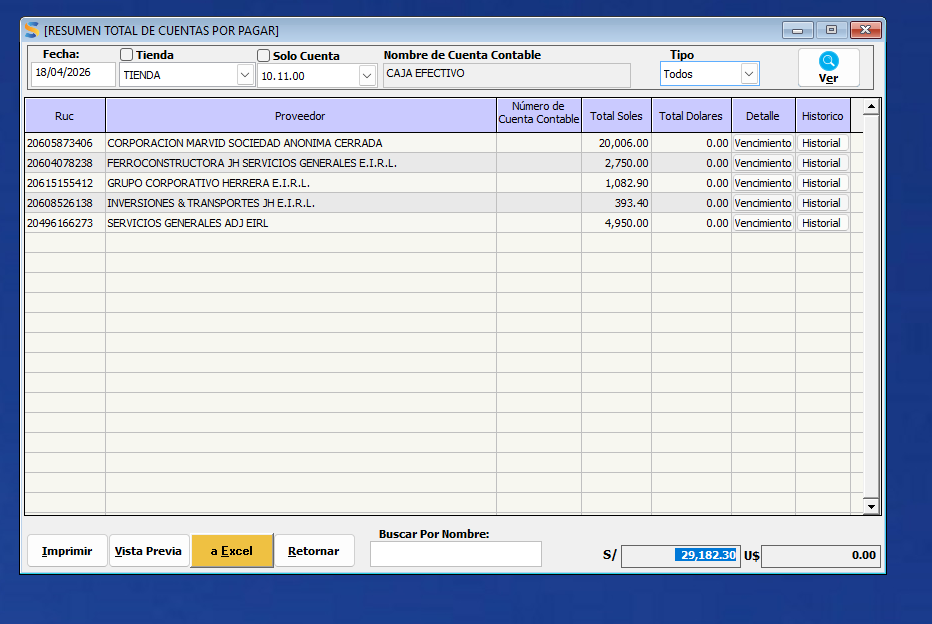 [RESUMEN TOTAL DE CUENTAS POR PAGAR]
Fecha: Tienda Solo Cuenta Nombre de Cuenta Contable Tipo
18/04/2026 TIENDA 10.11.00 CAJA EFECTIVO Todos Ver
Ruc Proveedor Número de Cuenta Contable Total Soles Total Dolares Detalle Historico
20605873406 CORPORACION MARVID SOCIEDAD ANONIMA CERRADA 20,006.00 0.00 Vencimiento Historial
20604078238 FERROCONSTRUCTORA JH SERVICIOS GENERALES E.I.R.L. 2,750.00 0.00 Vencimiento Historial
20615155412 GRUPO CORPORATIVO HERRERA E.I.R.L. 1,082.90 0.00 Vencimiento Historial
20608526138 INVERSIONES & TRANSPORTES JH E.I.R.L. 393.40 0.00 Vencimiento Historial
20496166273 SERVICIOS GENERALES ADJ EIRL 4,950.00 0.00 Vencimiento Historial
Buscar Por Nombre:
Imprimir Vista Previa a Excel Retornar S/ 29,182.30 U$ 0.00